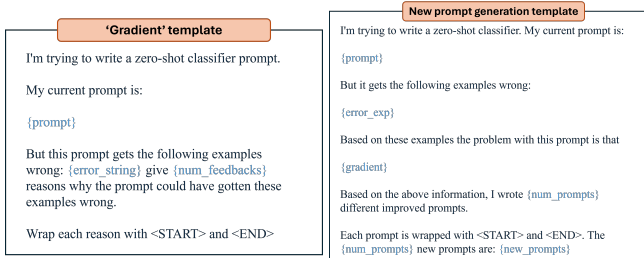 ‘Gradient’ template
I'm trying to write a zero-shot classifier prompt.
My current prompt is:
{prompt}
But this prompt gets the following examples
wrong: {error_string} give {num_feedbacks}
reasons why the prompt could have gotten these
examples wrong.
Wrap each reason with <START> and <END>
New prompt generation template
I'm trying to write a zero-shot classifier. My current prompt is:
{prompt}
But it gets the following examples wrong:
{error_exp}
Based on these examples the problem with this prompt is that
{gradient}
Based on the above information, I wrote {num_prompts}
different improved prompts.
Each prompt is wrapped with <START> and <END>. The
{num_prompts} new prompts are: {new_prompts}